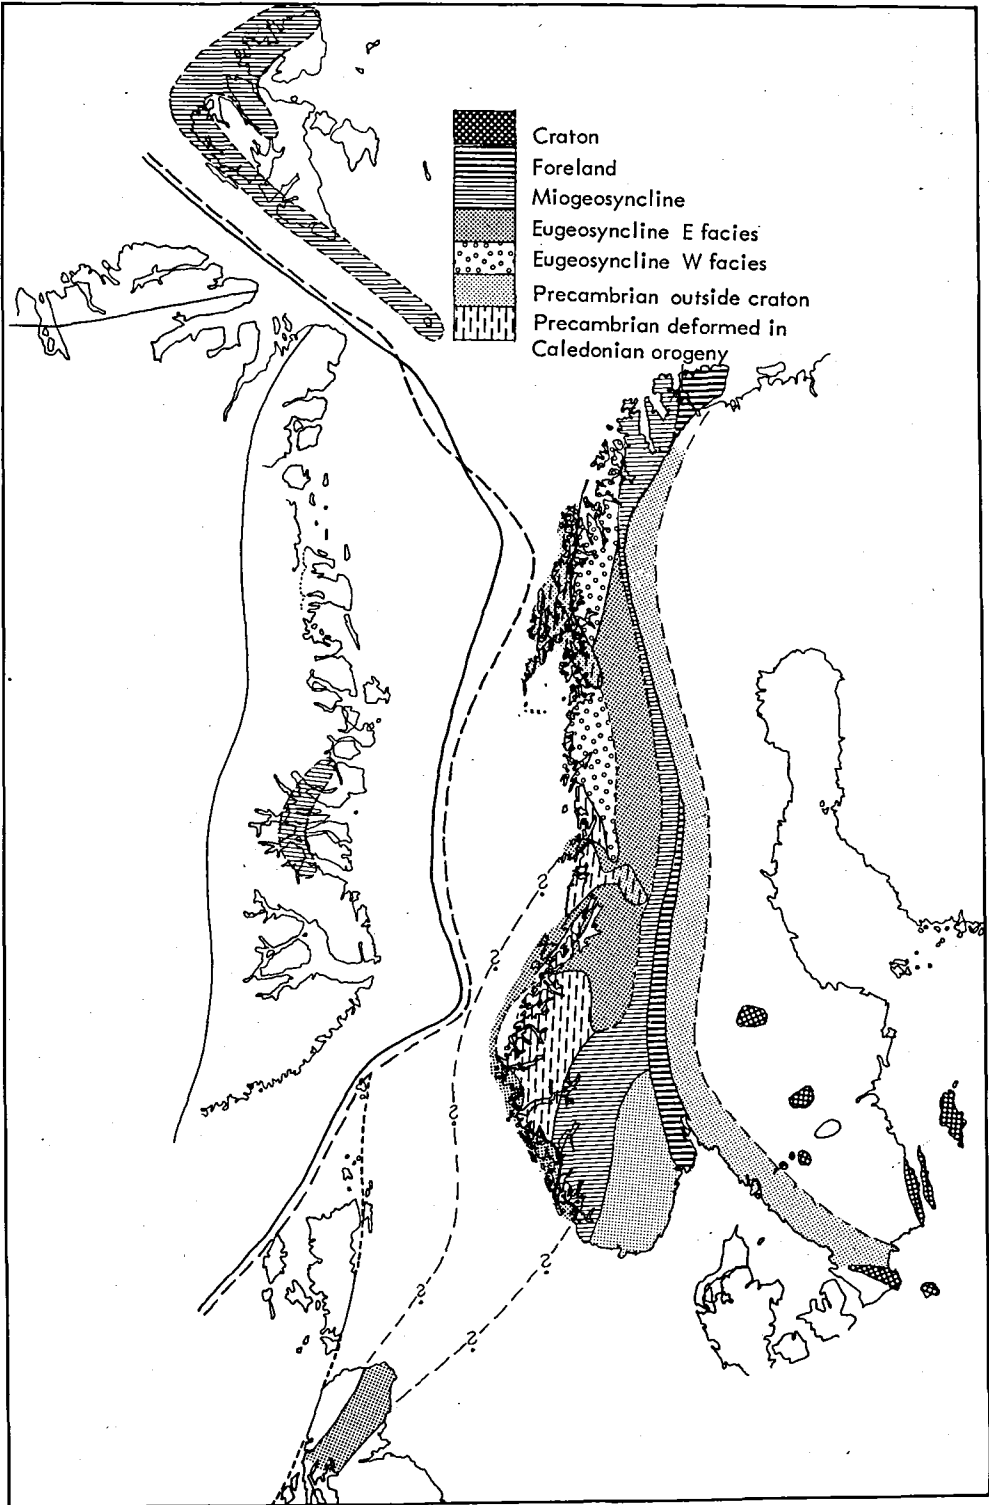 Craton
Foreland
Miogeosyncline
Eugeosyncline E facies
Eugeosyncline W facies
Precambrian outside craton
Precambrian deformed in
Caledonian orogeny
?
?
?
?
?
?